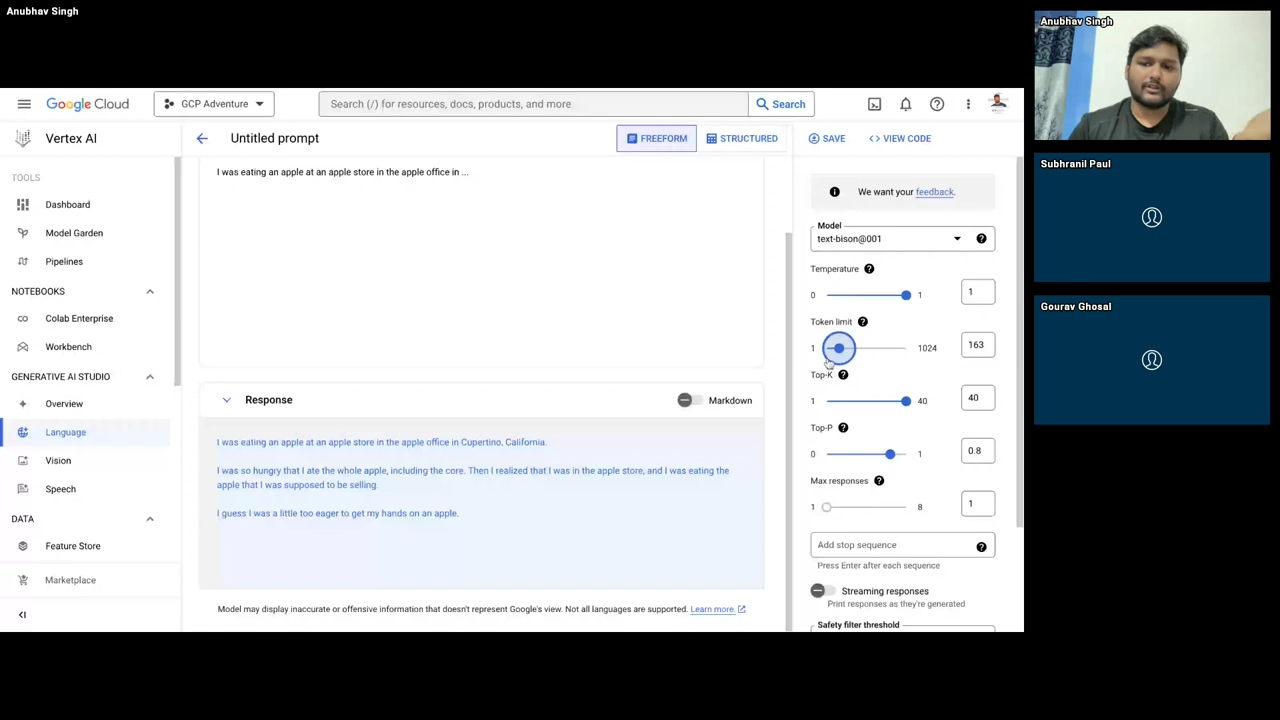 Anubhav Singh
Google Cloud
GCP Adventure
Search (/) for resources, docs, products, and more
Search
Vertex AI
Untitled prompt
FREEFORM
STRUCTURED
SAVE
<> VIEW CODE
TOOLS
Dashboard
Model Garden
Pipelines
NOTEBOOKS
Colab Enterprise
Workbench
GENERATIVE AI STUDIO
Overview
Language
Vision
Speech
DATA
Feature Store
Marketplace
I was eating an apple at an apple store in the apple office in ...
Response
Markdown
I was eating an apple at an apple store in the apple office in Cupertino, California.
I was so hungry that I ate the whole apple, including the core. Then I realized that I was in the apple store, and I was eating the
apple that I was supposed to be selling.
I guess I was a little too eager to get my hands on an apple.
Model may display inaccurate or offensive information that doesn't represent Google's view. Not all languages are supported. Learn more.
We want your feedback.
Model
text-bison@001
Temperature
0 1 1
Token limit
1 1024 163
Top-K
1 40 40
Top-P
0 1 0.8
Max responses
1 8 1
Add stop sequence
Press Enter after each sequence
Streaming responses
Print responses as they're generated
Safety filter threshold
Anubhav Singh
Subhranil Paul
Gourav Ghosal